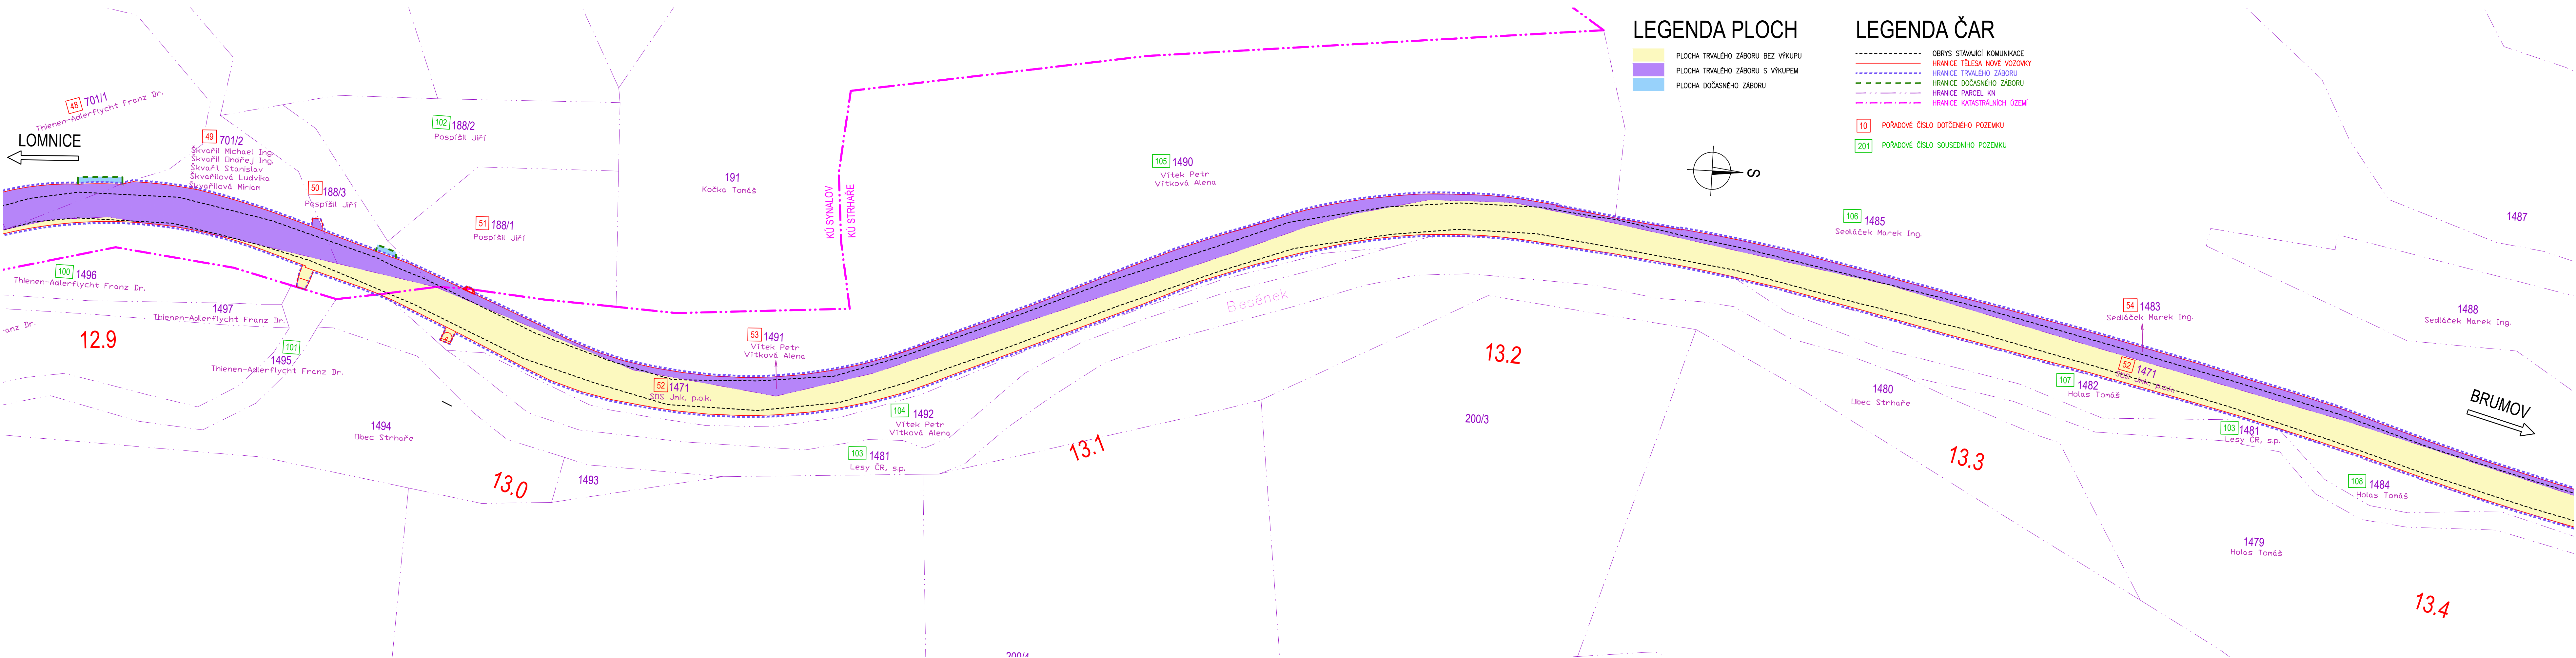 LEGENDA PLOCH
PLOCHA TRVALÉHO ZÁBORU BEZ VÝKUPU
PLOCHA TRVALÉHO ZÁBORU S VÝKUPEM
PLOCHA DOČASNÉHO ZÁBORU
LEGENDA ČAR
OBRYS STÁVAJÍCÍ KOMUNIKACE
HRANICE TĚLESA NOVÉ VOZOVKY
HRANICE TRVALÉHO ZÁBORU
HRANICE DOČASNÉHO ZÁBORU
HRANICE PARCEL KN
HRANICE KATASTRÁLNÍCH ÚZEMÍ
10 POŘADOVÉ ČÍSLO DOTČENÉHO POZEMKU
201 POŘADOVÉ ČÍSLO SOUSEDNÍHO POZEMKU
48 701/1
Thienen-Adlerflycht Franz Dr.
LOMNICE
49 701/2
Škvařil Michael Ing.
Škvařil Ondřej Ing.
Škvařil Stanislav
Škvařilová Ludvika
Škvařilová Miriam
102 188/2
Pospíšil Jiří
50 188/3
Pospíšil Jiří
51 188/1
Pospíšil Jiří
191
Kočka Tomáš
KÚ SYNALOV
KÚ STRHAŘE
105 1490
Vítek Petr
Vítková Alena
S
106 1485
Sedláček Marek Ing.
1487
100 1496
Thienen-Adlerflycht Franz Dr.
1497
Thienen-Adlerflycht Franz Dr.
anz Dr.
12.9
101
1495
Thienen-Adlerflycht Franz Dr.
53 1491
Vítek Petr
Vítková Alena
52 1471
SÚS Jmk, p.o.k.
Besének
13.2
54 1483
Sedláček Marek Ing.
1488
Sedláček Marek Ing.
52 1471
107 1482
Holas Tomáš
1480
Obec Strhaře
BRUMOV
1494
Obec Strhaře
104 1492
Vítek Petr
Vítková Alena
200/3
103 1481
Lesy ČR, s.p.
103 1481
Lesy ČR, s.p.
13.1
13.3
13.0
1493
108 1484
Holas Tomáš
1479
Holas Tomáš
13.4
200/4